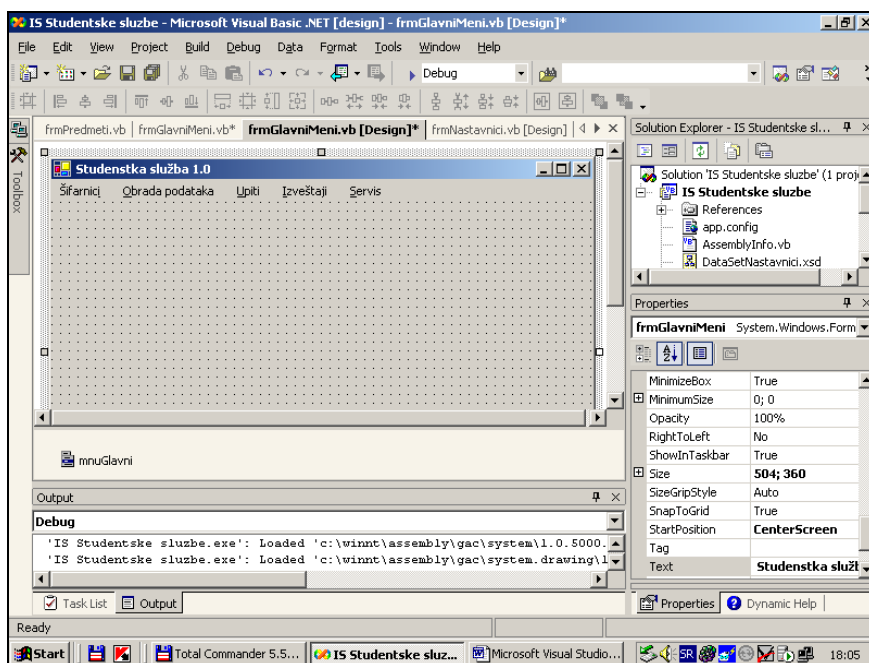 IS Studentske sluzbe - Microsoft Visual Basic .NET [design] - frmGlavniMeni.vb [Design]*
File Edit View Project Build Debug Data Format Tools Window Help
Debug
frmPredmeti.vb frmGlavniMeni.vb* frmGlavniMeni.vb [Design]* frmNastavnici.vb [Design]
Toolbox
Studenstka služba 1.0
Šifarnici Obrada podataka Upiti Izveštaji Servis
mnuGlavni
Solution Explorer - IS Studentske sl...
Solution 'IS Studentske sluzbe' (1 proj
IS Studentske sluzbe
References
app.config
AssemblyInfo.vb
DataSetNastavnici.xsd
Properties
frmGlavniMeni System.Windows.Form
MinimizeBox True
MinimumSize 0; 0
Opacity 100%
RightToLeft No
ShowInTaskbar True
Size 504; 360
SizeGripStyle Auto
SnapToGrid True
StartPosition CenterScreen
Tag
Text Studenstka služb
Output
Debug
'IS Studentske sluzbe.exe': Loaded 'c:\winnt\assembly\gac\system\1.0.5000.
'IS Studentske sluzbe.exe': Loaded 'c:\winnt\assembly\gac\system.drawing\1
Task List Output
Properties Dynamic Help
Ready
Start Total Commander 5.5... IS Studentske sluz... Microsoft Visual Studio... SR 18:05